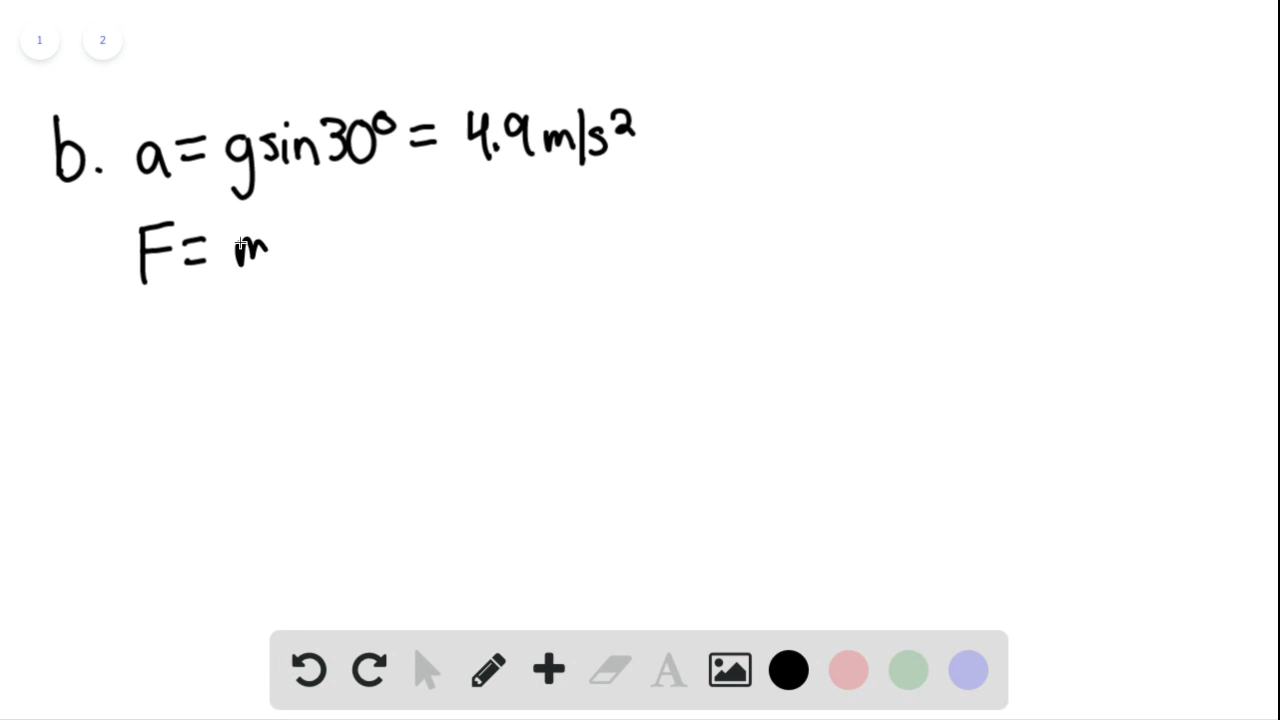 1 2
b. a = g sin 30° = 4.9 m/s²
F = m
A